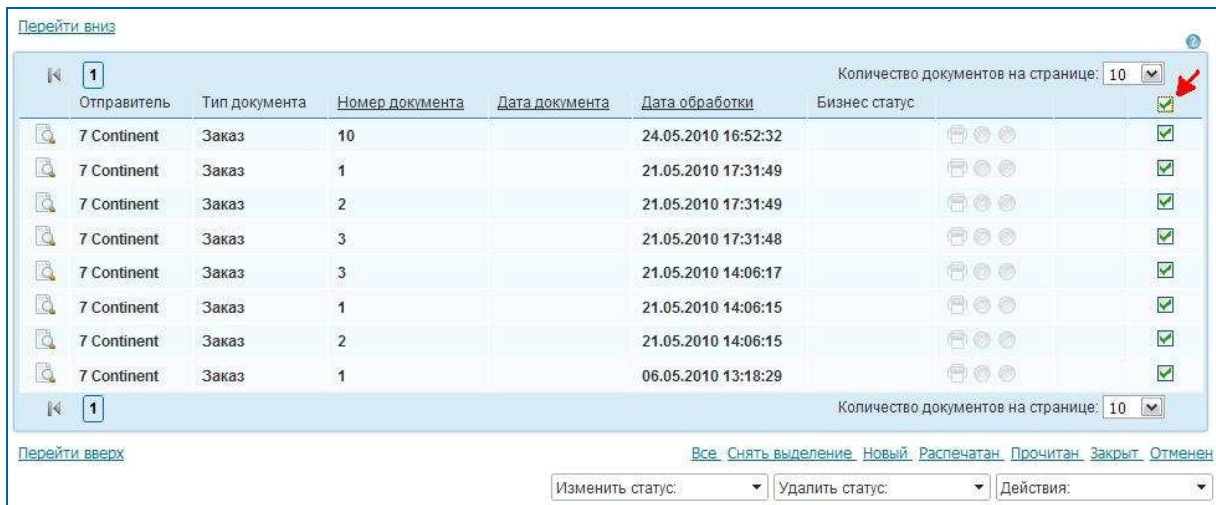 Перейти вниз
1 Количество документов на странице: 10
Отправитель Тип документа Номер документа Дата документа Дата обработки Бизнес статус
7 Continent Заказ 10 24.05.2010 16:52:32
7 Continent Заказ 1 21.05.2010 17:31:49
7 Continent Заказ 2 21.05.2010 17:31:49
7 Continent Заказ 3 21.05.2010 17:31:48
7 Continent Заказ 3 21.05.2010 14:06:17
7 Continent Заказ 1 21.05.2010 14:06:15
7 Continent Заказ 2 21.05.2010 14:06:15
7 Continent Заказ 1 06.05.2010 13:18:29
1 Количество документов на странице: 10
Перейти вверх Все Снять выделение Новый Распечатан Прочитан Закрыт Отменен
Изменить статус: Удалить статус: Действия: